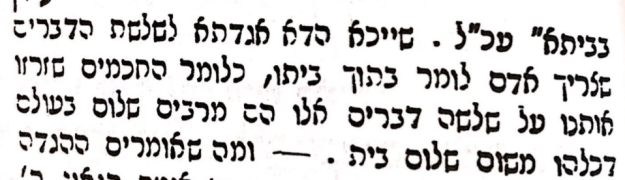 בביתא" עכ"ל. שייכא הדא אגדתא לשלשת הדברים
שצריך אדם לומר בתוך ביתו, כלומר החכמים שזרזו
אותנו על שלשה דברים אלו הם מרבים שלום בעולם
דכלהו משום שלום בית. — ומה שאומרים ההגדה